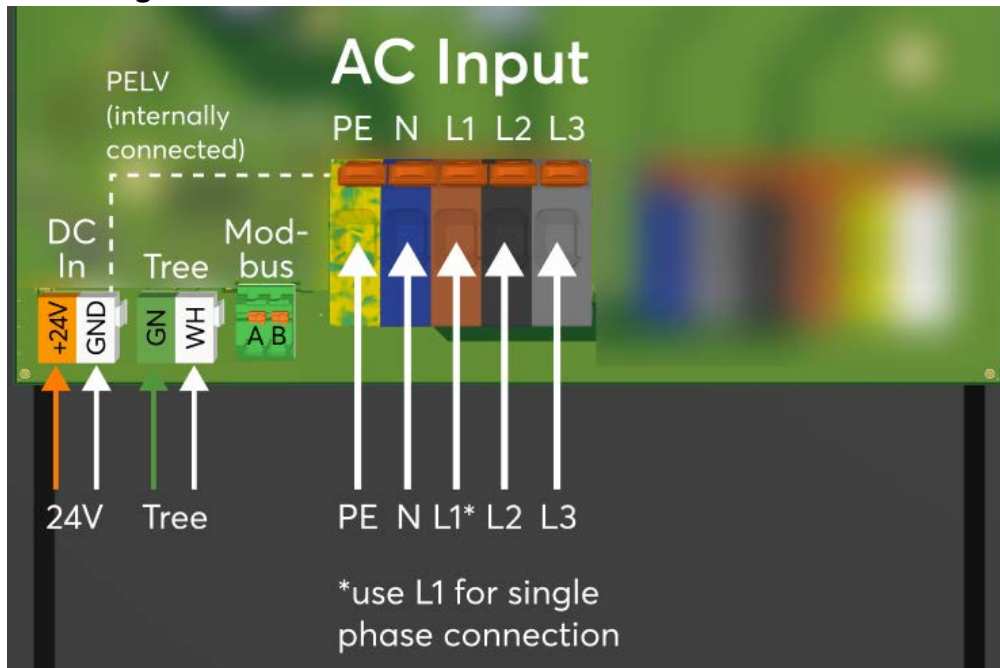 AC Input
PELV
(internally
connected)
PE N L1 L2 L3
DC
In
Tree
Mod-
bus
+24V
GND
GN
WH
A B
24V
Tree
PE N L1* L2 L3
*use L1 for single
phase connection